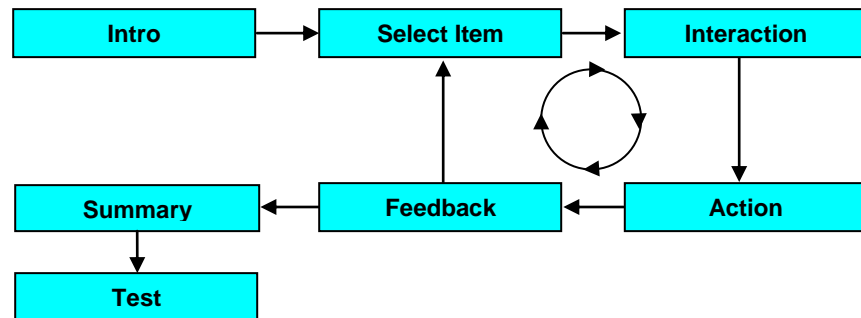 Intro
Select Item
Interaction
Summary
Feedback
Action
Test